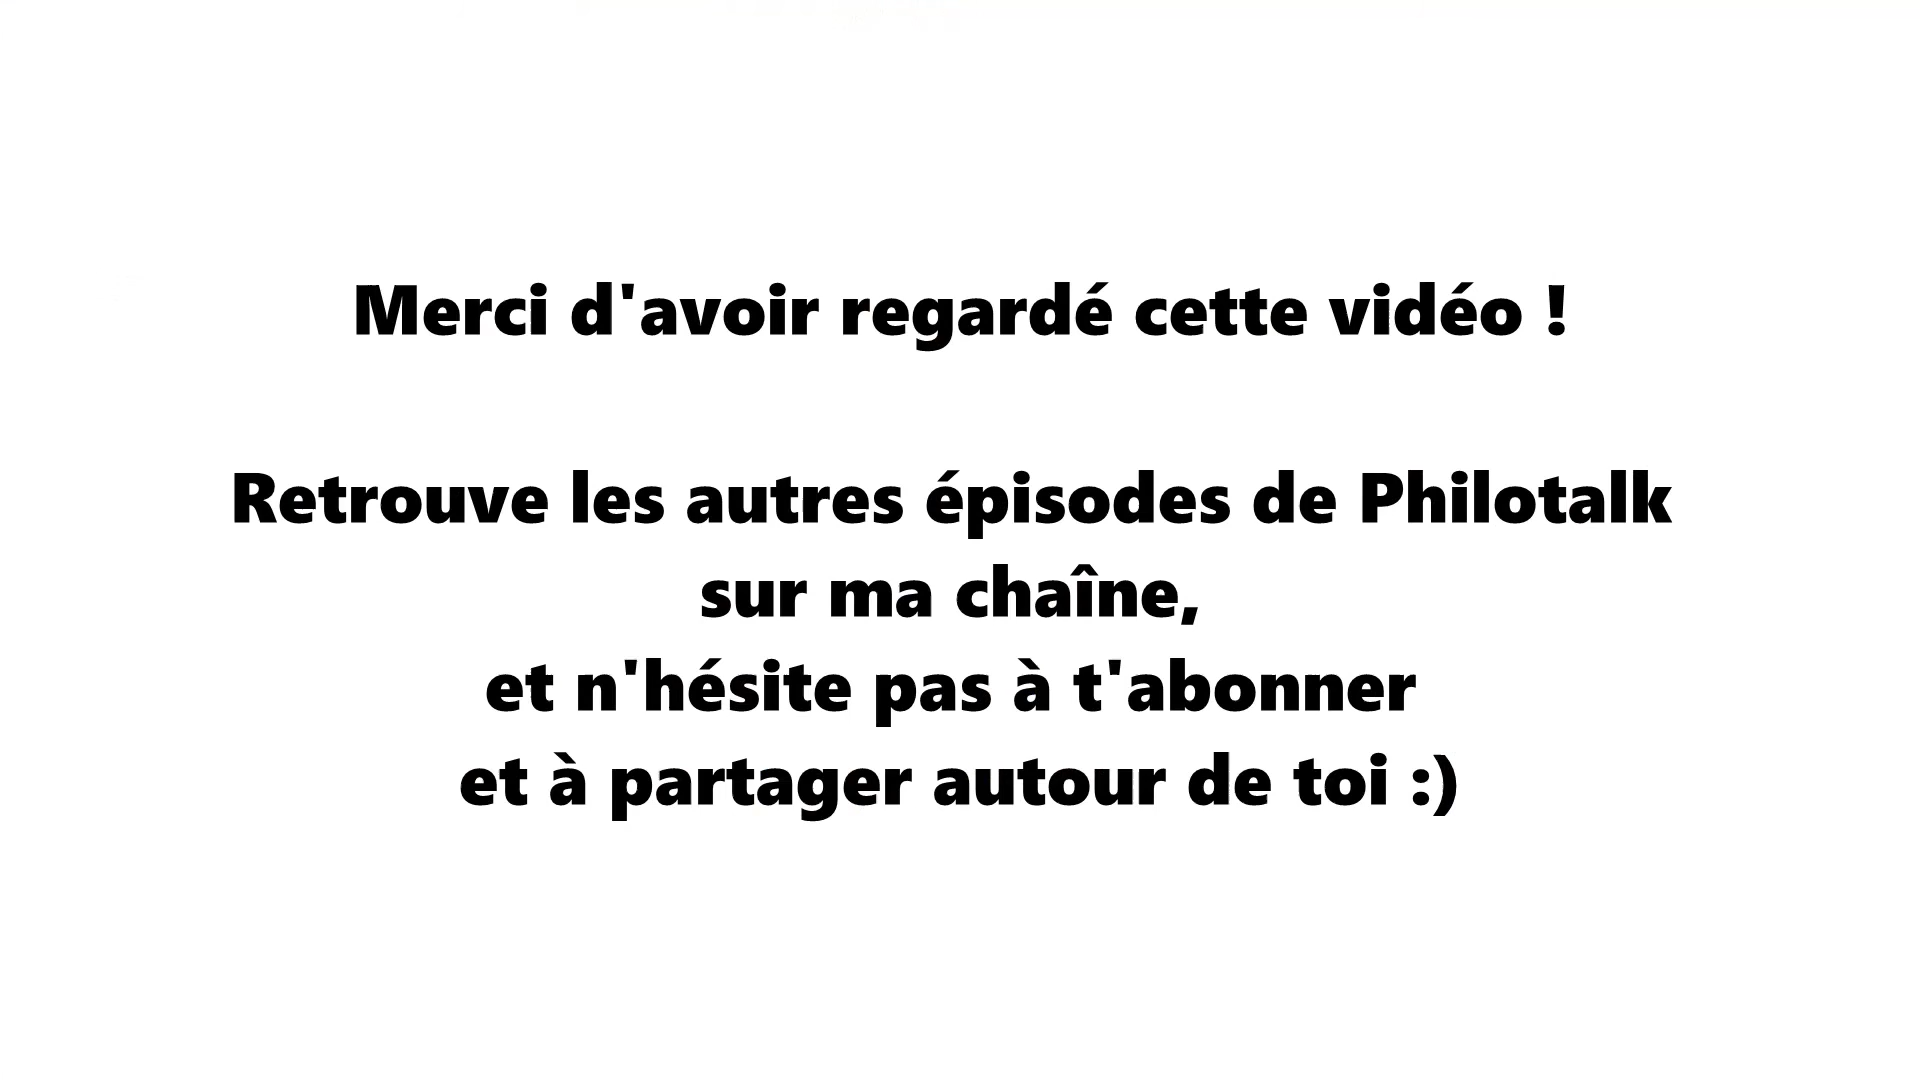 Merci d'avoir regardé cette vidéo !
Retrouve les autres épisodes de Philotalk
sur ma chaîne,
et n'hésite pas à t'abonner
et à partager autour de toi :)